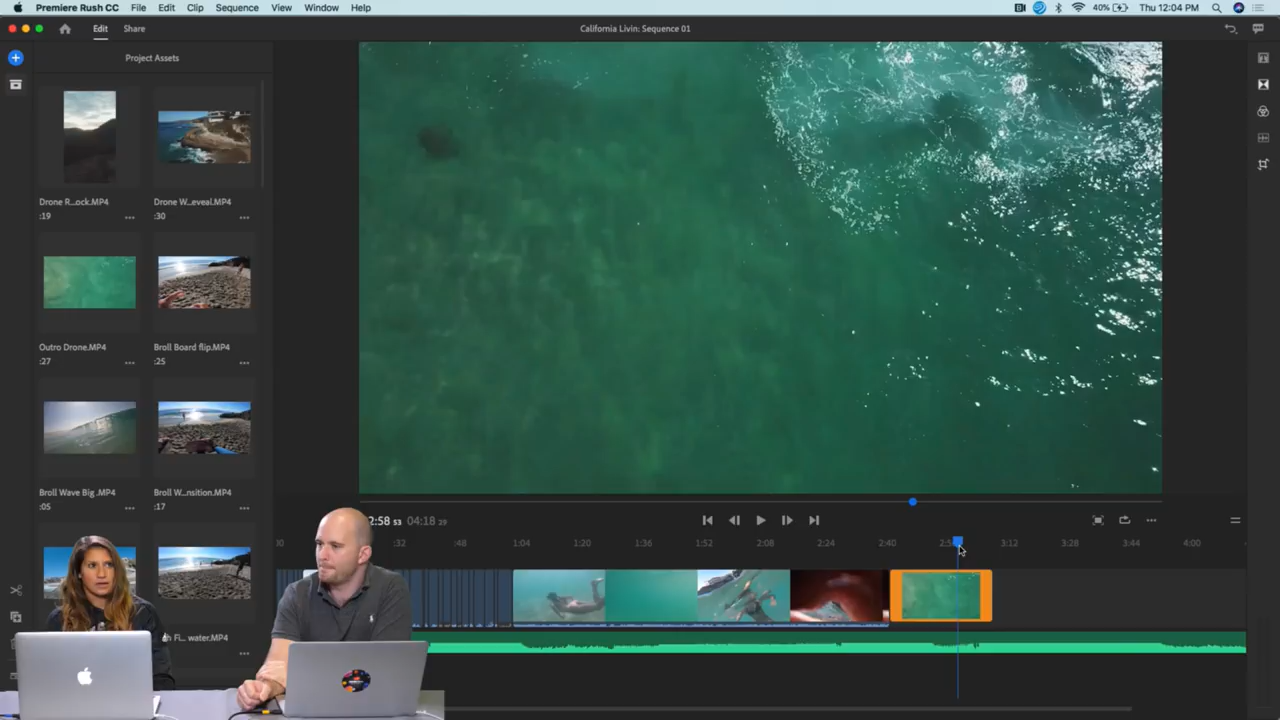 Premiere Rush CC File Edit Clip Sequence View Window Help 40% Thu 12:04 PM
Edit Share California Livin: Sequence 01
Project Assets
Drone R...ock.MP4 Drone W...eveal.MP4
:19 :30
Outro Drone.MP4 Broll Board flip.MP4
:27 :25
Broll Wave Big .MP4 Broll W...nsition.MP4
:05 :17
2:58 53 04:18 29
:32 :48 1:04 1:20 1:36 1:52 2:08 2:24 2:40 3:12 3:28 3:44 4:00
water.MP4